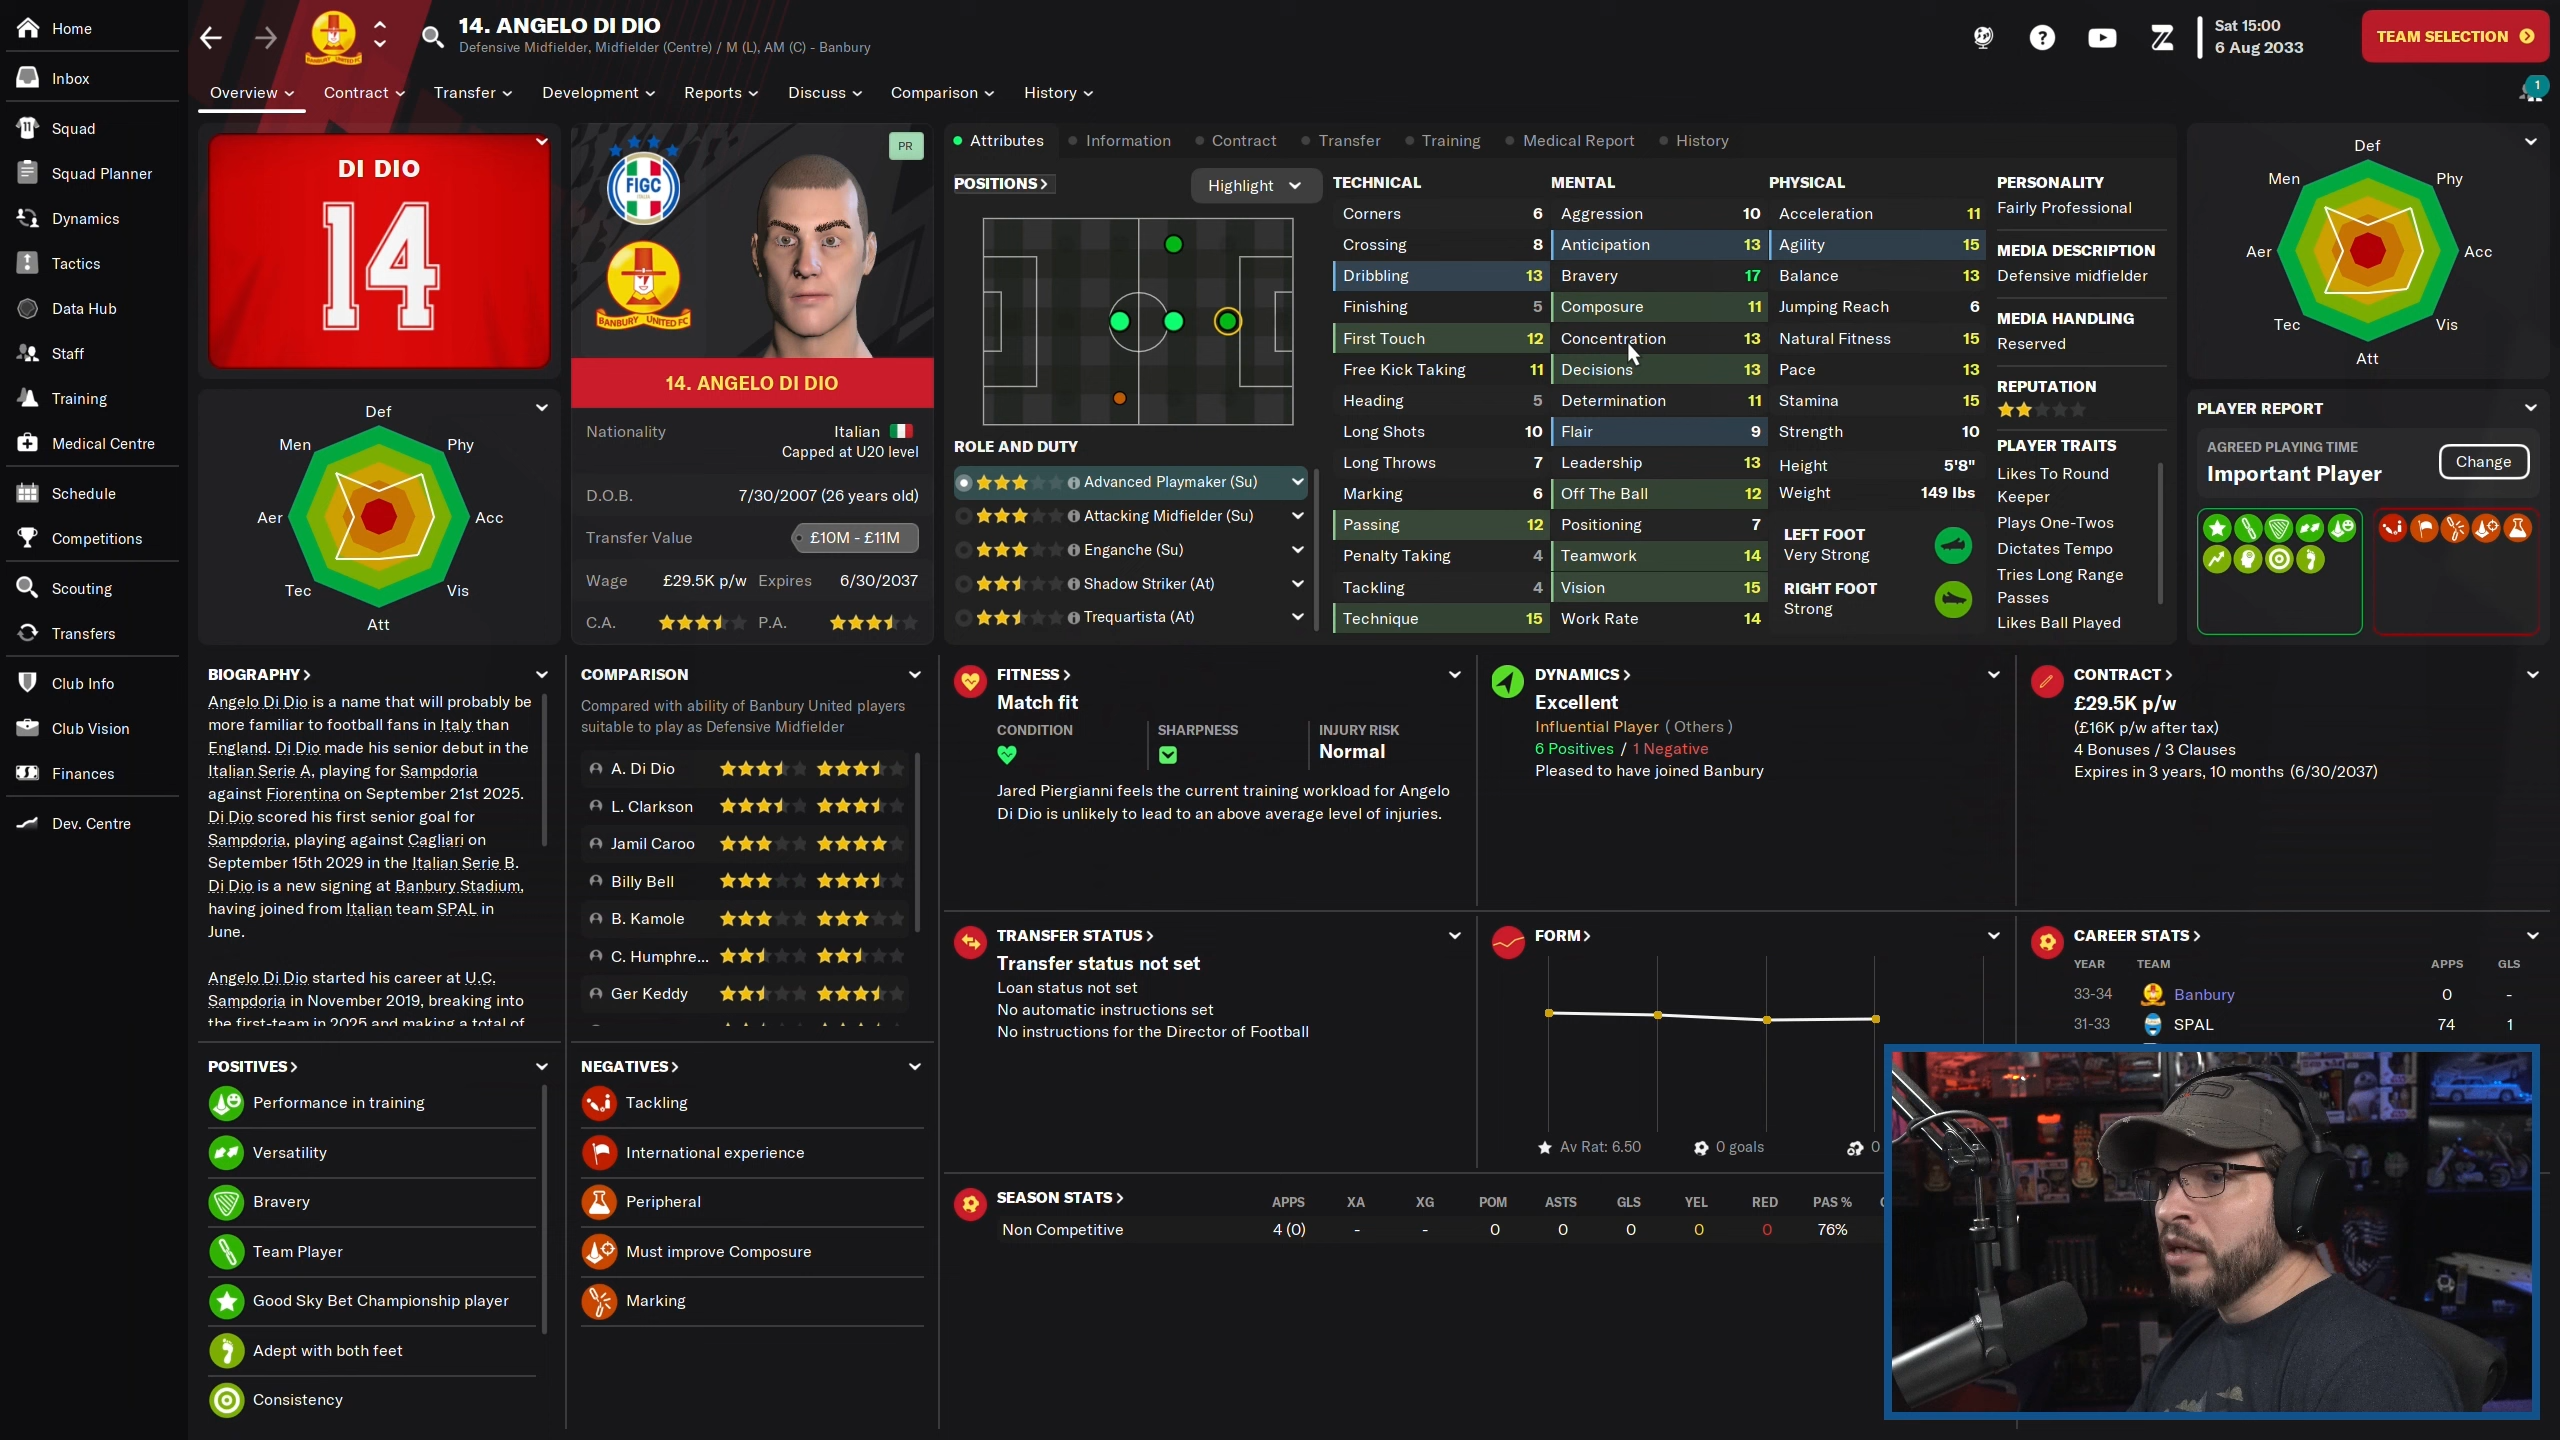 Home
Inbox
Squad
Squad Planner
Dynamics
Tactics
Data Hub
Staff
Training
Medical Centre
Schedule
Competitions
Scouting
Transfers
Club Info
Club Vision
Finances
Dev. Centre
14. ANGELO DI DIO
Defensive Midfielder, Midfielder (Centre) / M (L), AM (C) - Banbury
Sat 15:00
6 Aug 2033
TEAM SELECTION
1
Overview
Contract
Transfer
Development
Reports
Discuss
Comparison
History
DI DIO
14
Def
Phy
Acc
Vis
Att
Tec
Aer
Men
FIGC
BANBURY UNITED FC
PR
14. ANGELO DI DIO
Nationality Italian
Capped at U20 level
D.O.B. 7/30/2007 (26 years old)
Transfer Value £10M - £11M
Wage £29.5K p/w Expires 6/30/2037
C.A. P.A.
Attributes
Information
Contract
Transfer
Training
Medical Report
History
POSITIONS
Highlight
ROLE AND DUTY
Advanced Playmaker (Su)
Attacking Midfielder (Su)
Enganche (Su)
Shadow Striker (At)
Trequartista (At)
TECHNICAL
Corners 6
Crossing 8
Dribbling 13
Finishing 5
First Touch 12
Free Kick Taking 11
Heading 5
Long Shots 10
Long Throws 7
Marking 6
Passing 12
Penalty Taking 4
Tackling 4
Technique 15
MENTAL
Aggression 10
Anticipation 13
Bravery 17
Composure 11
Concentration 13
Decisions 13
Determination 11
Flair 9
Leadership 13
Off The Ball 12
Positioning 7
Teamwork 14
Vision 15
Work Rate 14
PHYSICAL
Acceleration 11
Agility 15
Balance 13
Jumping Reach 6
Natural Fitness 15
Pace 13
Stamina 15
Strength 10
Height 5'8"
Weight 149 lbs
LEFT FOOT
Very Strong
RIGHT FOOT
Strong
PERSONALITY
Fairly Professional
MEDIA DESCRIPTION
Defensive midfielder
MEDIA HANDLING
Reserved
REPUTATION
PLAYER TRAITS
Likes To Round
Keeper
Plays One-Twos
Dictates Tempo
Tries Long Range
Passes
Likes Ball Played
Def
Phy
Acc
Vis
Att
Tec
Aer
Men
PLAYER REPORT
AGREED PLAYING TIME
Important Player
Change
BIOGRAPHY
Angelo Di Dio is a name that will probably be
more familiar to football fans in Italy than
England. Di Dio made his senior debut in the
Italian Serie A, playing for Sampdoria
against Fiorentina on September 21st 2025.
Di Dio scored his first senior goal for
Sampdoria, playing against Cagliari on
September 15th 2029 in the Italian Serie B.
Di Dio is a new signing at Banbury Stadium,
having joined from Italian team SPAL in
June.
Angelo Di Dio started his career at U.C.
Sampdoria in November 2019, breaking into
the first-team in 2025 and making a total of
COMPARISON
Compared with ability of Banbury United players
suitable to play as Defensive Midfielder
A. Di Dio
L. Clarkson
Jamil Caroo
Billy Bell
B. Kamole
C. Humphre...
Ger Keddy
POSITIVES
Performance in training
Versatility
Bravery
Team Player
Good Sky Bet Championship player
Adept with both feet
Consistency
NEGATIVES
Tackling
International experience
Peripheral
Must improve Composure
Marking
FITNESS
Match fit
CONDITION
SHARPNESS
INJURY RISK
Normal
Jared Piergianni feels the current training workload for Angelo
Di Dio is unlikely to lead to an above average level of injuries.
DYNAMICS
Excellent
Influential Player ( Others )
6 Positives / 1 Negative
Pleased to have joined Banbury
CONTRACT
£29.5K p/w
(£16K p/w after tax)
4 Bonuses / 3 Clauses
Expires in 3 years, 10 months (6/30/2037)
TRANSFER STATUS
Transfer status not set
Loan status not set
No automatic instructions set
No instructions for the Director of Football
FORM
Av Rat: 6.50
0 goals
0
CAREER STATS
YEAR TEAM APPS GLS
33-34 Banbury 0 -
31-33 SPAL 74 1
SEASON STATS
APPS XA XG POM ASTS GLS YEL RED PAS %
Non Competitive 4 (0) - - 0 0 0 0 0 76%